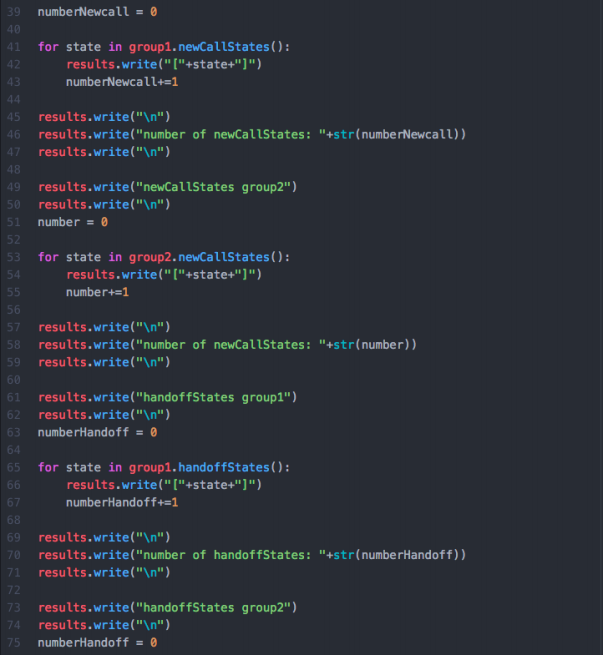 39 numberNewcall = 0
40
41 for state in group1.newCallStates():
42     results.write("["+state+"]")
43     numberNewcall+=1
44
45 results.write("\n")
46 results.write("number of newCallStates: "+str(numberNewcall))
47 results.write("\n")
48
49 results.write("newCallStates group2")
50 results.write("\n")
51 number = 0
52
53 for state in group2.newCallStates():
54     results.write("["+state+"]")
55     number+=1
56
57 results.write("\n")
58 results.write("number of newCallStates: "+str(number))
59 results.write("\n")
60
61 results.write("handoffStates group1")
62 results.write("\n")
63 numberHandoff = 0
64
65 for state in group1.handoffStates():
66     results.write("["+state+"]")
67     numberHandoff+=1
68
69 results.write("\n")
70 results.write("number of handoffStates: "+str(numberHandoff))
71 results.write("\n")
72
73 results.write("handoffStates group2")
74 results.write("\n")
75 numberHandoff = 0